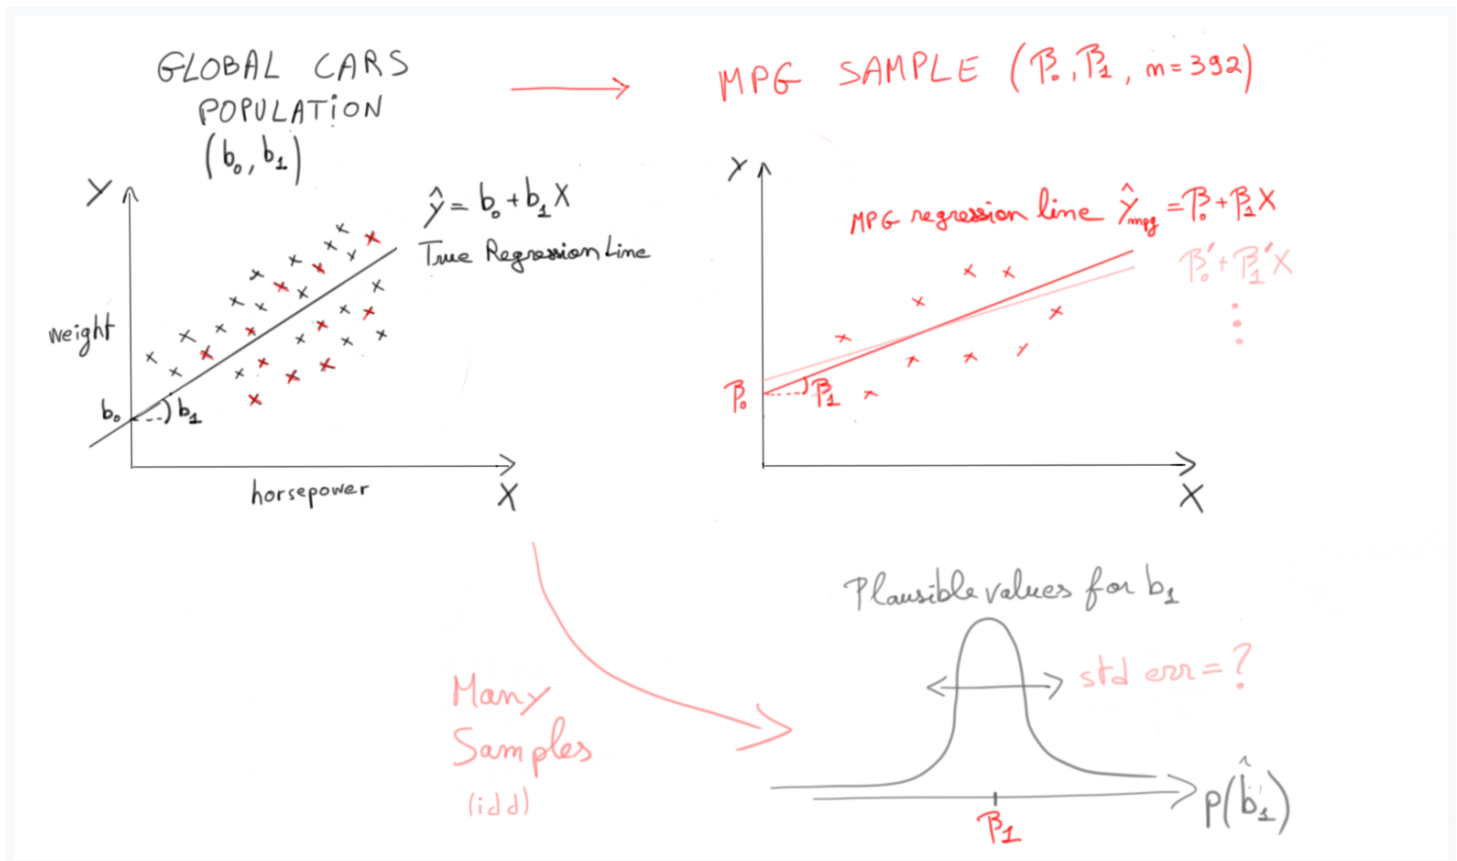 GLOBAL CARS
POPULATION
(b₀, b₁)
MPG SAMPLE (β₀, β₁, n=392)
Y
ŷ = b₀ + b₁X
True Regression Line
weight
b₀
b₁
horsepower
X
Y
MPG regression line Ŷmpg = β₀ + β₁X
β₀' + β₁'X
β₀
β₁
X
Plausible values for b₁
std err = ?
Many
Samples
(idd)
β₁
p(b̂₁)